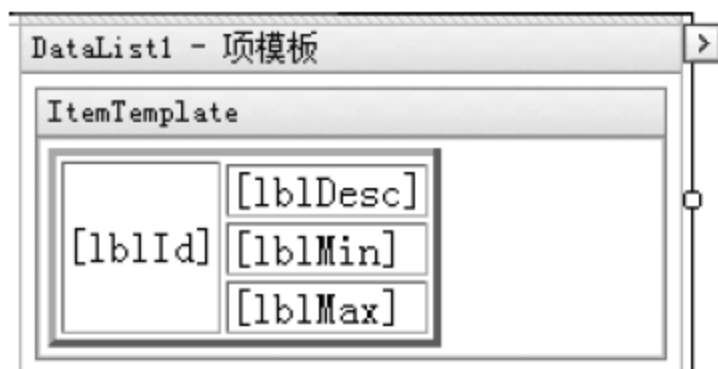 DataList1 - 项模板
ItemTemplate
[lblId]
[lblDesc]
[lblMin]
[lblMax]